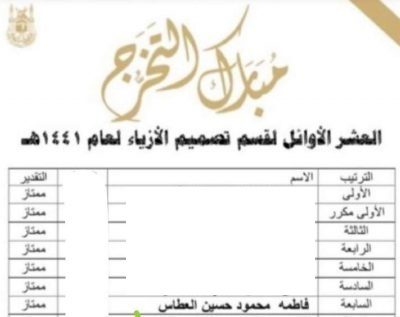 مبارك التخرج
العشر الأوائل لقسم تصميم الأزياء لعام ١٤٤١هـ
الترتيب الاسم التقدير
الأولى ممتاز
الأولى مكرر ممتاز
الثالثة ممتاز
الرابعة ممتاز
الخامسة ممتاز
السادسة ممتاز
السابعة فاطمه محمود حسين العطاس ممتاز